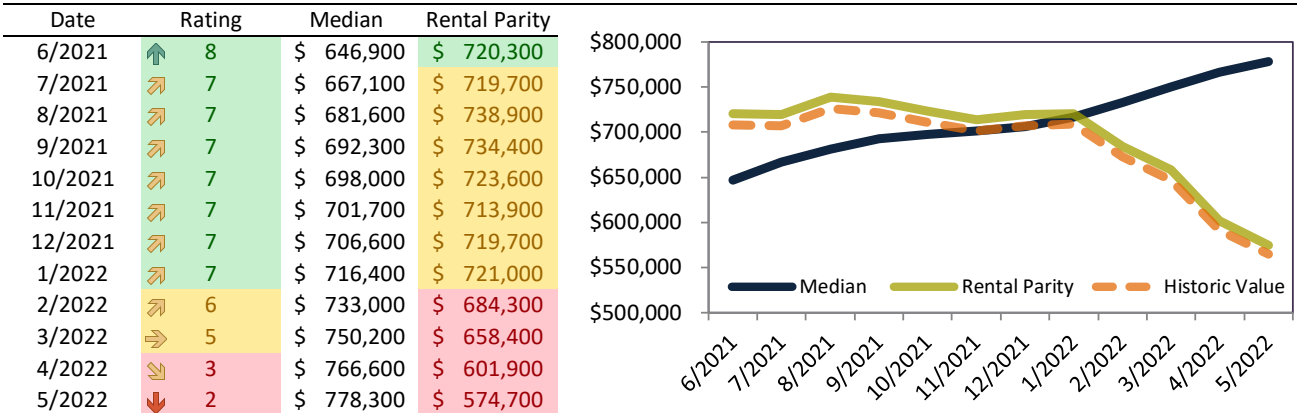 Date Rating Median Rental Parity
6/2021 8 $ 646,900 $ 720,300
7/2021 7 $ 667,100 $ 719,700
8/2021 7 $ 681,600 $ 738,900
9/2021 7 $ 692,300 $ 734,400
10/2021 7 $ 698,000 $ 723,600
11/2021 7 $ 701,700 $ 713,900
12/2021 7 $ 706,600 $ 719,700
1/2022 7 $ 716,400 $ 721,000
2/2022 6 $ 733,000 $ 684,300
3/2022 5 $ 750,200 $ 658,400
4/2022 3 $ 766,600 $ 601,900
5/2022 2 $ 778,300 $ 574,700
$800,000
$750,000
$700,000
$650,000
$600,000
$550,000
$500,000
Median Rental Parity Historic Value
6/2021 7/2021 8/2021 9/2021 10/2021 11/2021 12/2021 1/2022 2/2022 3/2022 4/2022 5/2022